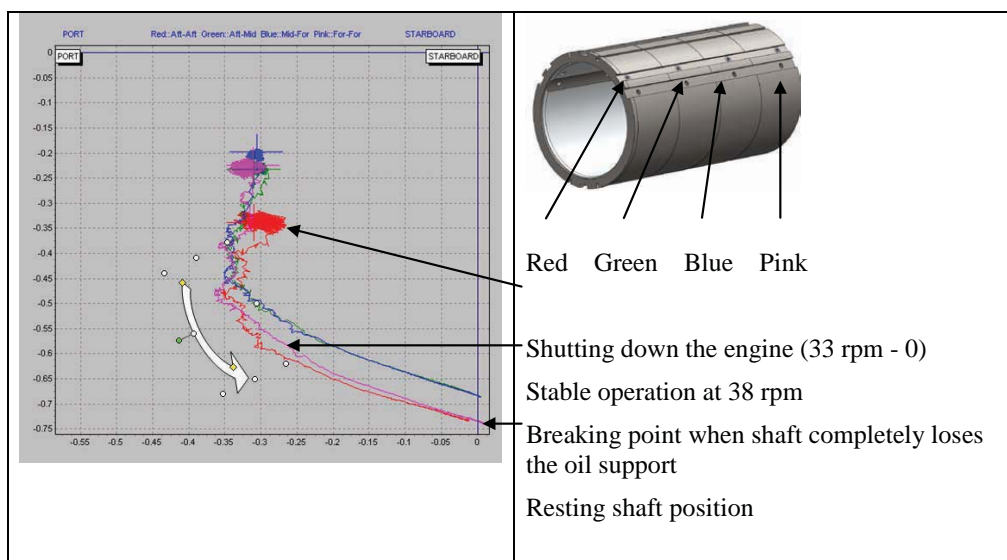 PORT Red::Aft-Aft Green::Aft-Mid Blue::Mid-For Pink::For-For STARBOARD
PORT STARBOARD
0
-0.05
-0.1
-0.15
-0.2
-0.25
-0.3
-0.35
-0.4
-0.45
-0.5
-0.55
-0.6
-0.65
-0.7
-0.75
-0.55 -0.5 -0.45 -0.4 -0.35 -0.3 -0.25 -0.2 -0.15 -0.1 -0.05 0
Red Green Blue Pink
Shutting down the engine (33 rpm - 0)
Stable operation at 38 rpm
Breaking point when shaft completely loses
the oil support
Resting shaft position